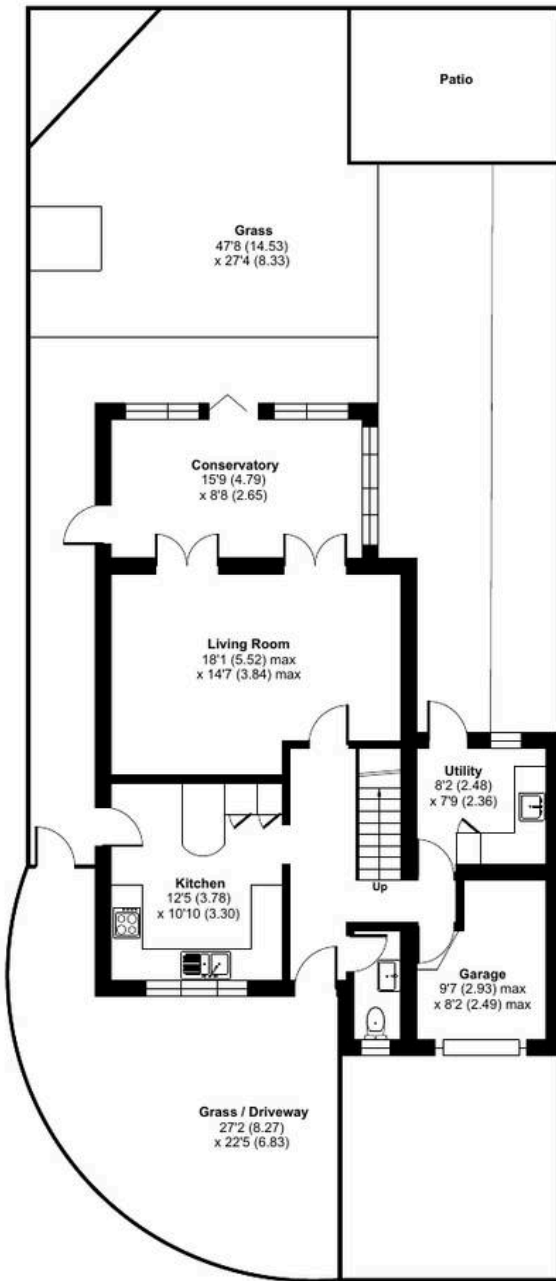 Patio
Grass
47'8 (14.53)
x 27'4 (8.33)
Conservatory
15'9 (4.79)
x 8'8 (2.65)
Living Room
18'1 (5.52) max
x 14'7 (3.84) max
Utility
8'2 (2.48)
x 7'9 (2.36)
Kitchen
12'5 (3.78)
x 10'10 (3.30)
Up
Garage
9'7 (2.93) max
x 8'2 (2.49) max
Grass / Driveway
27'2 (8.27)
x 22'5 (6.83)